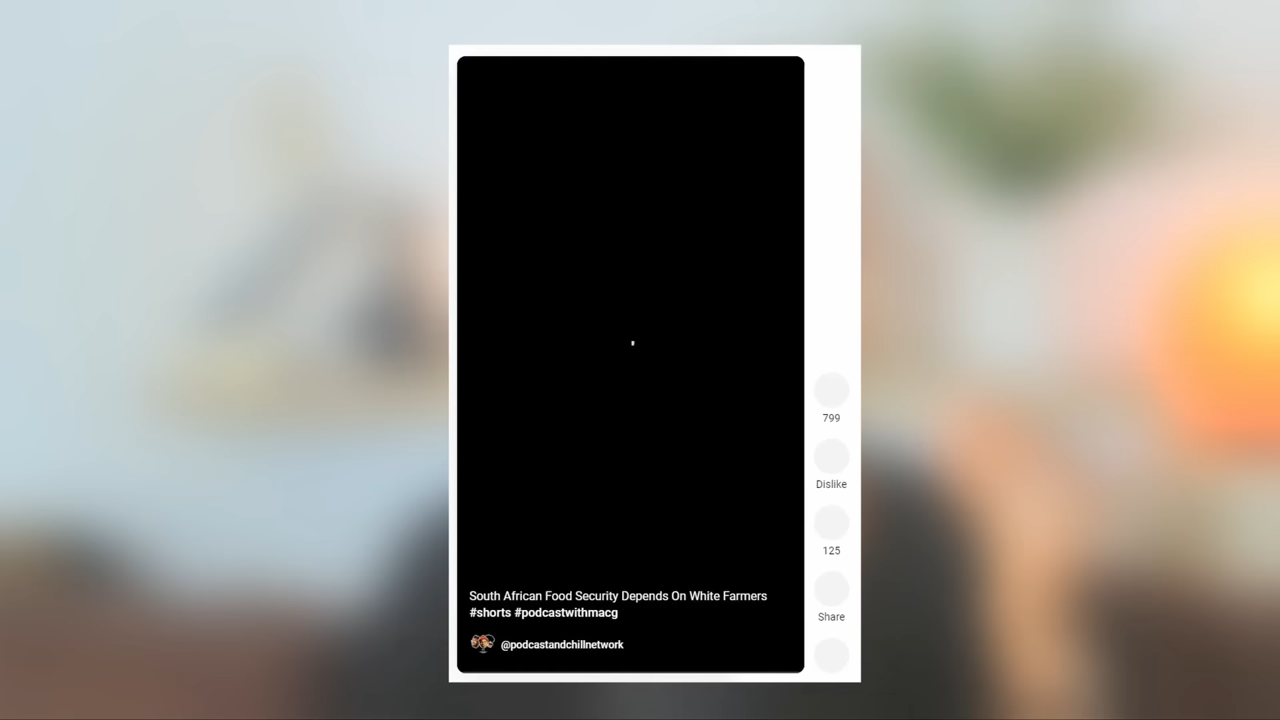 South African Food Security Depends On White Farmers
#shorts #podcastwithmacg
@podcastandchillnetwork
799
Dislike
125
Share